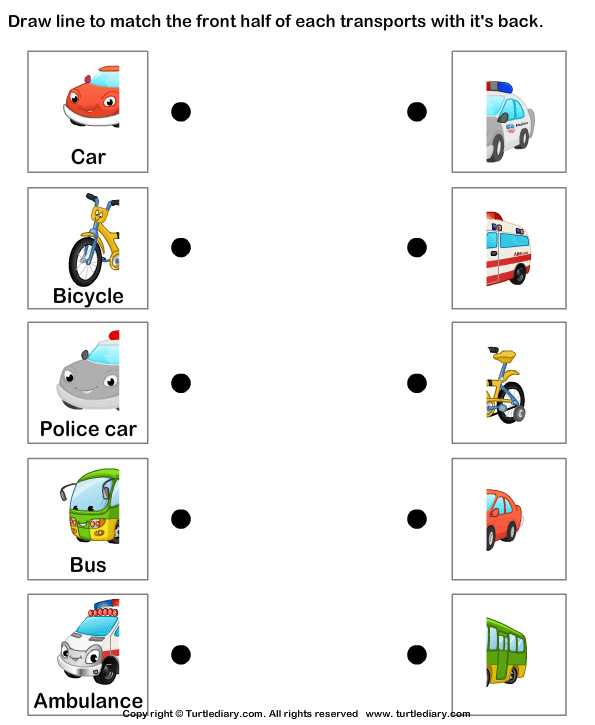 Draw line to match the front half of each transports with it's back.
Car
Bicycle
Police car
Bus
Ambulance
Copyright © Turtlediary.com. All rights reserved www. turtlediary.com